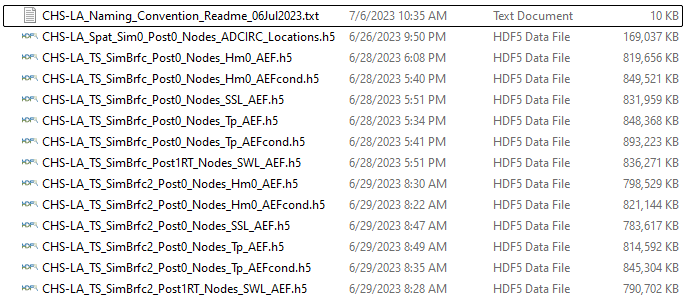 CHS-LA_Naming_Convention_Readme_06Jul2023.txt 7/6/2023 10:35 AM Text Document 10 KB
CHS-LA_Spat_Sim0_Post0_Nodes_ADCIRC_Locations.h5 6/26/2023 9:50 PM HDF5 Data File 169,037 KB
CHS-LA_TS_SimBrfc_Post0_Nodes_Hm0_AEF.h5 6/28/2023 6:08 PM HDF5 Data File 819,656 KB
CHS-LA_TS_SimBrfc_Post0_Nodes_Hm0_AEFcond.h5 6/28/2023 5:40 PM HDF5 Data File 849,521 KB
CHS-LA_TS_SimBrfc_Post0_Nodes_SSL_AEF.h5 6/28/2023 5:51 PM HDF5 Data File 831,959 KB
CHS-LA_TS_SimBrfc_Post0_Nodes_Tp_AEF.h5 6/28/2023 5:34 PM HDF5 Data File 848,368 KB
CHS-LA_TS_SimBrfc_Post0_Nodes_Tp_AEFcond.h5 6/28/2023 5:41 PM HDF5 Data File 893,223 KB
CHS-LA_TS_SimBrfc_Post1RT_Nodes_SWL_AEF.h5 6/28/2023 5:51 PM HDF5 Data File 836,271 KB
CHS-LA_TS_SimBrfc2_Post0_Nodes_Hm0_AEF.h5 6/29/2023 8:30 AM HDF5 Data File 798,529 KB
CHS-LA_TS_SimBrfc2_Post0_Nodes_Hm0_AEFcond.h5 6/29/2023 8:22 AM HDF5 Data File 821,144 KB
CHS-LA_TS_SimBrfc2_Post0_Nodes_SSL_AEF.h5 6/29/2023 8:47 AM HDF5 Data File 783,617 KB
CHS-LA_TS_SimBrfc2_Post0_Nodes_Tp_AEF.h5 6/29/2023 8:49 AM HDF5 Data File 814,592 KB
CHS-LA_TS_SimBrfc2_Post0_Nodes_Tp_AEFcond.h5 6/29/2023 8:35 AM HDF5 Data File 845,304 KB
CHS-LA_TS_SimBrfc2_Post1RT_Nodes_SWL_AEF.h5 6/29/2023 8:28 AM HDF5 Data File 790,702 KB